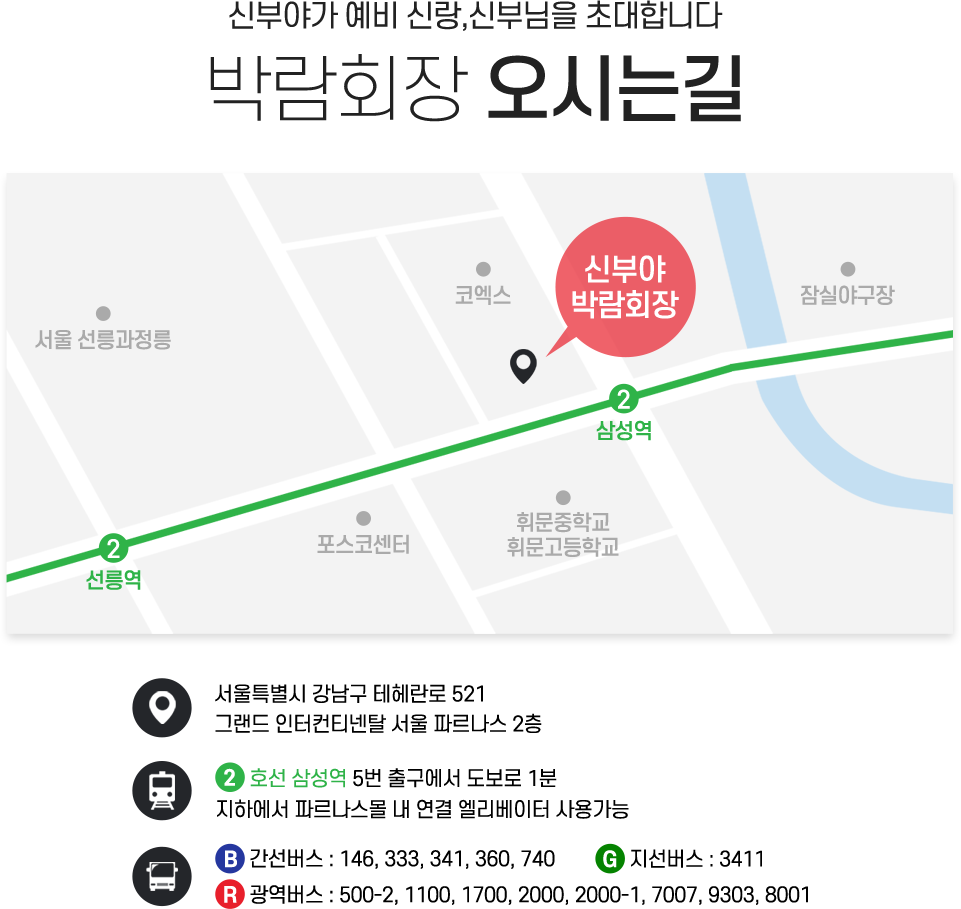 신부야가 예비 신랑,신부님을 초대합니다
박람회장 오시는길
신부야
박람회장
코엑스
잠실야구장
서울 선릉과정릉
2
삼성역
휘문중학교
휘문고등학교
포스코센터
2
선릉역
서울특별시 강남구 테헤란로 521
그랜드 인터컨티넨탈 서울 파르나스 2층
2 호선 삼성역 5번 출구에서 도보로 1분
지하에서 파르나스몰 내 연결 엘리베이터 사용가능
B 간선버스 : 146, 333, 341, 360, 740 G 지선버스 : 3411
R 광역버스 : 500-2, 1100, 1700, 2000, 2000-1, 7007, 9303, 8001